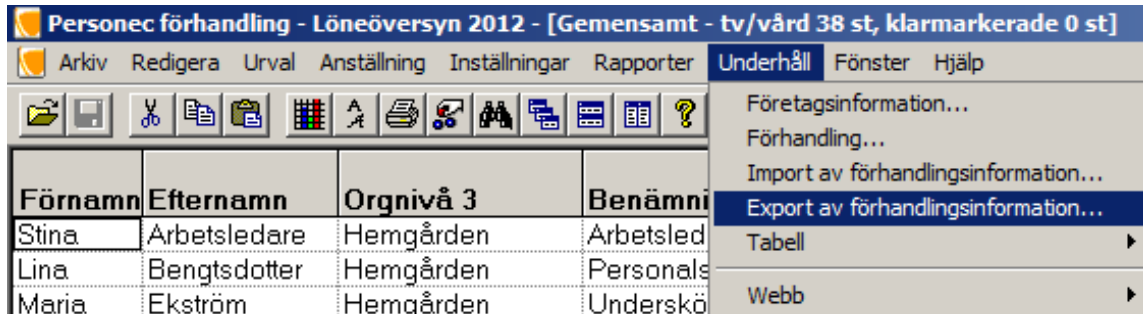 Personec förhandling - Löneöversyn 2012 - [Gemensamt - tv/vård 38 st, klarmarkerade 0 st]
Arkiv Redigera Urval Anställning Inställningar Rapporter Underhåll Fönster Hjälp
Företagsinformation...
Förhandling...
Import av förhandlingsinformation...
Export av förhandlingsinformation...
Tabell
Webb
Förnamn Efternamn Orgnivå 3 Benämni
Stina Arbetsledare Hemgården Arbetsled
Lina Bengtsdotter Hemgården Personals
Maria Ekström Hemgården Underskö